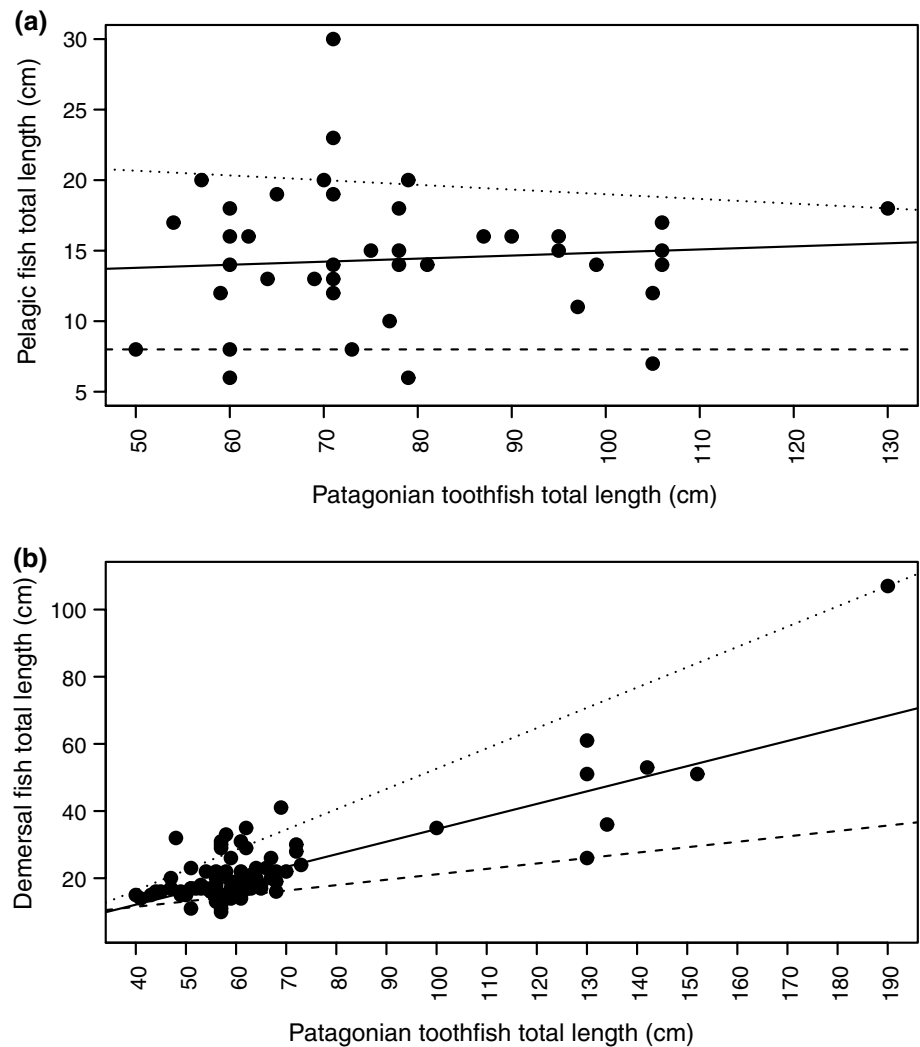 (a)
Pelagic fish total length (cm)
30
25
20
15
10
5
50 60 70 80 90 100 110 120 130
Patagonian toothfish total length (cm)
(b)
Demersal fish total length (cm)
100
80
60
40
20
40 50 60 70 80 90 100 110 120 130 140 150 160 170 180 190
Patagonian toothfish total length (cm)